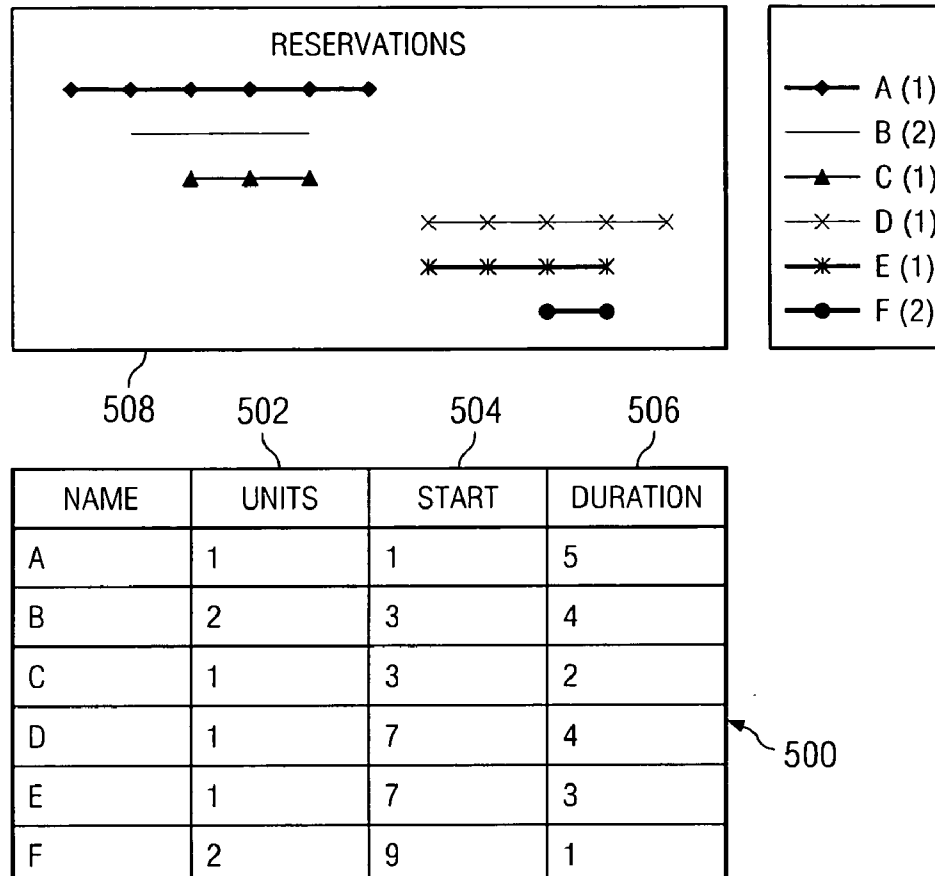 RESERVATIONS
A (1)
B (2)
C (1)
D (1)
E (1)
F (2)
508
502
504
506
NAME UNITS START DURATION
A 1 1 5
B 2 3 4
C 1 3 2
D 1 7 4
E 1 7 3
F 2 9 1
500